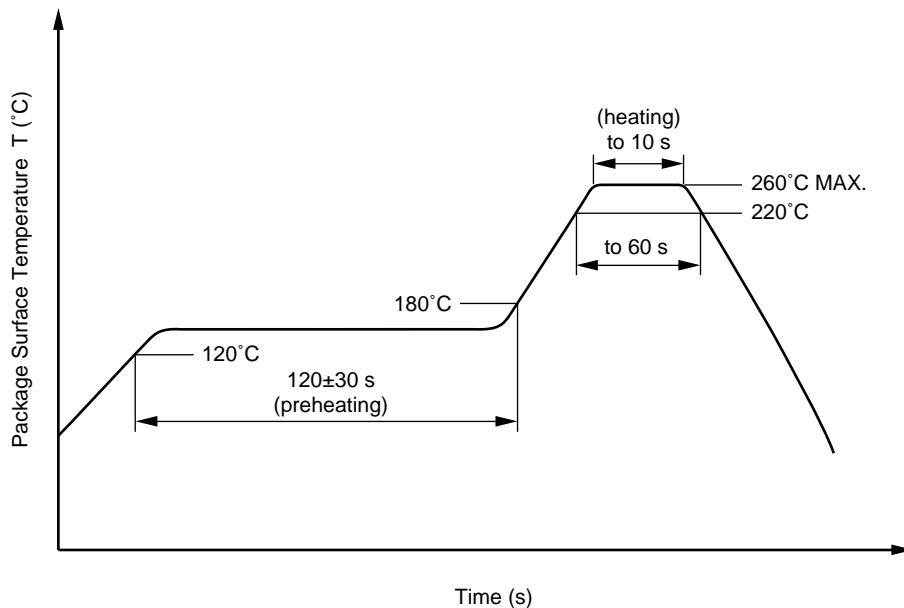 Package Surface Temperature T (˚C)
(heating)
to 10 s
260˚C MAX.
220˚C
to 60 s
180˚C
120˚C
120±30 s
(preheating)
Time (s)